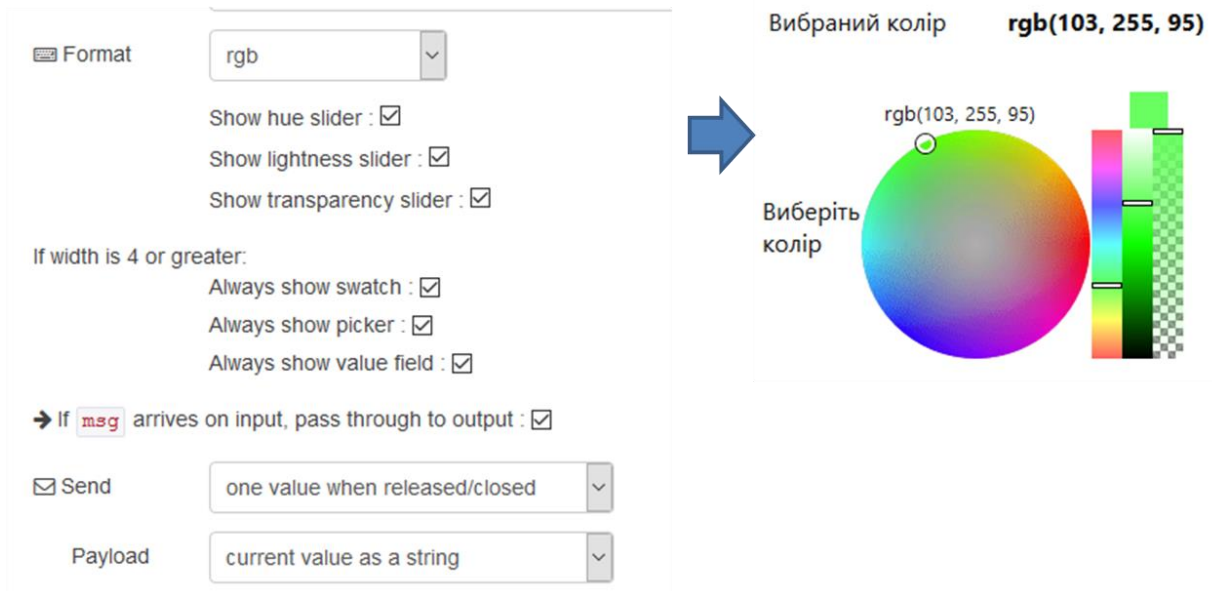 Format
rgb
Show hue slider :
Show lightness slider :
Show transparency slider :
If width is 4 or greater:
Always show swatch :
Always show picker :
Always show value field :
If msg arrives on input, pass through to output :
Send
one value when released/closed
Payload
current value as a string
Вибраний колір rgb(103, 255, 95)
rgb(103, 255, 95)
Виберіть
колір